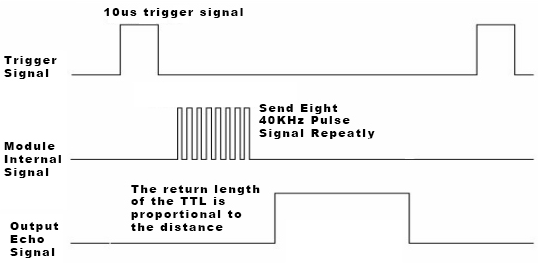 10us trigger signal
Trigger
Signal
Send Eight
40KHz Pulse
Signal Repeatly
Module
Internal
Signal
The return length
of the TTL is
proportional to
the distance
Output
Echo
Signal